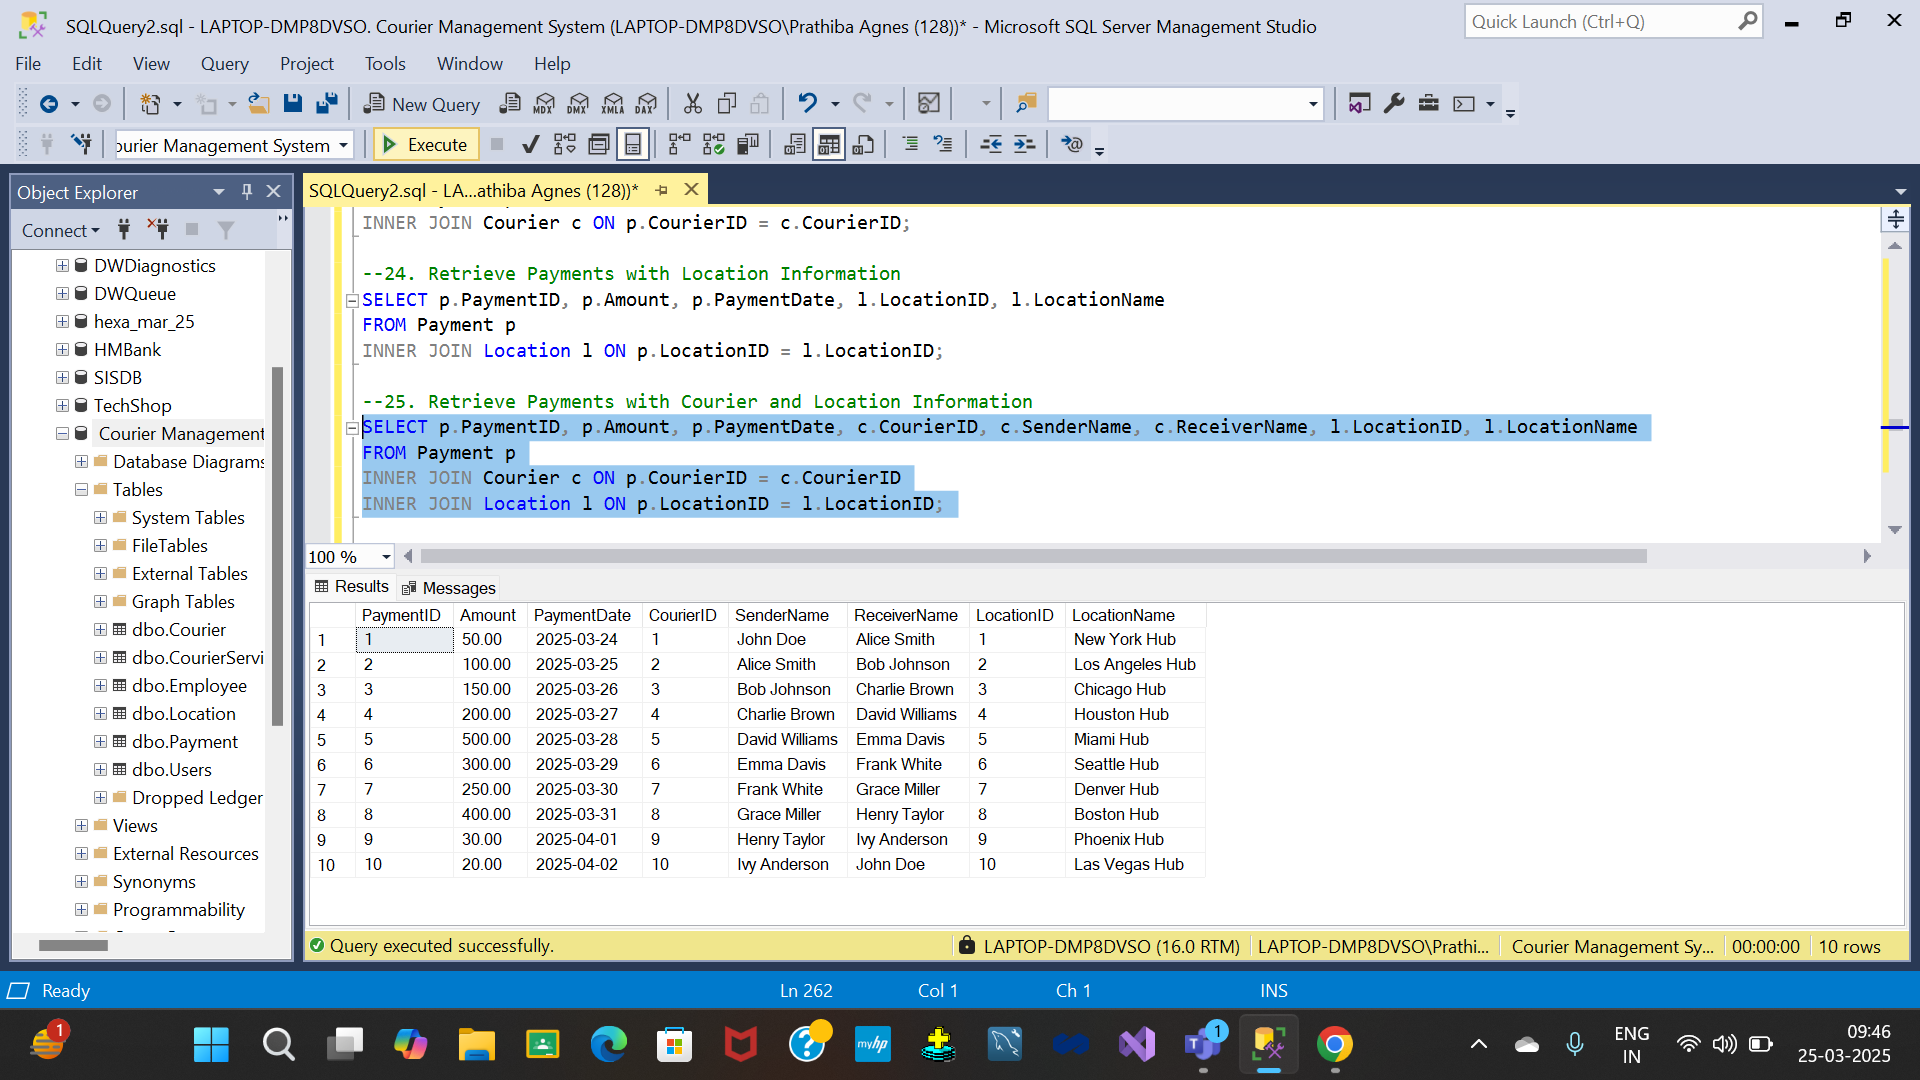 SQLQuery2.sql - LAPTOP-DMP8DVSO. Courier Management System (LAPTOP-DMP8DVSO\Prathiba Agnes (128))* - Microsoft SQL Server Management Studio
Quick Launch (Ctrl+Q)
File Edit View Query Project Tools Window Help
New Query MDX DMX XMLA DAX
ourier Management System Execute
Object Explorer
SQLQuery2.sql - LA...athiba Agnes (128))*
Connect
DWDiagnostics
DWQueue
hexa_mar_25
HMBank
SISDB
TechShop
Courier Management
Database Diagrams
Tables
System Tables
FileTables
External Tables
Graph Tables
dbo.Courier
dbo.CourierServi
dbo.Employee
dbo.Location
dbo.Payment
dbo.Users
Dropped Ledger
Views
External Resources
Synonyms
Programmability
INNER JOIN Courier c ON p.CourierID = c.CourierID;
--24. Retrieve Payments with Location Information
SELECT p.PaymentID, p.Amount, p.PaymentDate, l.LocationID, l.LocationName
FROM Payment p
INNER JOIN Location l ON p.LocationID = l.LocationID;
--25. Retrieve Payments with Courier and Location Information
SELECT p.PaymentID, p.Amount, p.PaymentDate, c.CourierID, c.SenderName, c.ReceiverName, l.LocationID, l.LocationName
FROM Payment p
INNER JOIN Courier c ON p.CourierID = c.CourierID
INNER JOIN Location l ON p.LocationID = l.LocationID;
100 %
Results Messages
PaymentID Amount PaymentDate CourierID SenderName ReceiverName LocationID LocationName
1 1 50.00 2025-03-24 1 John Doe Alice Smith 1 New York Hub
2 2 100.00 2025-03-25 2 Alice Smith Bob Johnson 2 Los Angeles Hub
3 3 150.00 2025-03-26 3 Bob Johnson Charlie Brown 3 Chicago Hub
4 4 200.00 2025-03-27 4 Charlie Brown David Williams 4 Houston Hub
5 5 500.00 2025-03-28 5 David Williams Emma Davis 5 Miami Hub
6 6 300.00 2025-03-29 6 Emma Davis Frank White 6 Seattle Hub
7 7 250.00 2025-03-30 7 Frank White Grace Miller 7 Denver Hub
8 8 400.00 2025-03-31 8 Grace Miller Henry Taylor 8 Boston Hub
9 9 30.00 2025-04-01 9 Henry Taylor Ivy Anderson 9 Phoenix Hub
10 10 20.00 2025-04-02 10 Ivy Anderson John Doe 10 Las Vegas Hub
Query executed successfully. LAPTOP-DMP8DVSO (16.0 RTM) LAPTOP-DMP8DVSO\Prathi... Courier Management Sy... 00:00:00 10 rows
Ready Ln 262 Col 1 Ch 1 INS
1 myhp 1
ENG
IN
09:46
25-03-2025